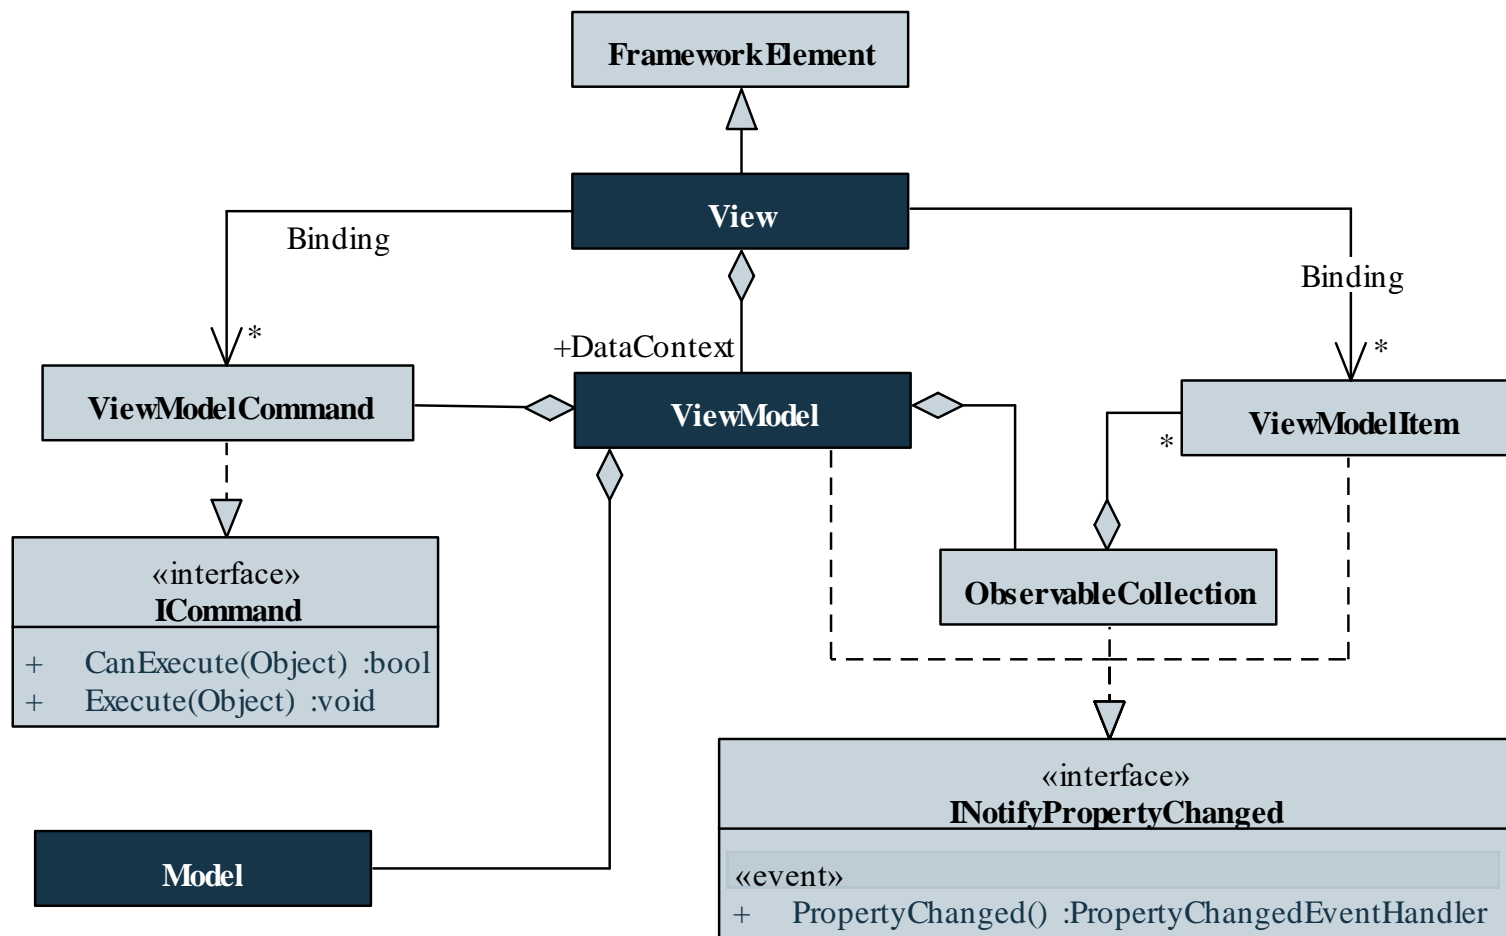 FrameworkElement
View
Binding
Binding
*
*
+DataContext
ViewModelCommand
ViewModel
ViewModelItem
*
«interface»
ICommand
+ CanExecute(Object) :bool
+ Execute(Object) :void
ObservableCollection
«interface»
INotifyPropertyChanged
Model
«event»
+ PropertyChanged() :PropertyChangedEventHandler